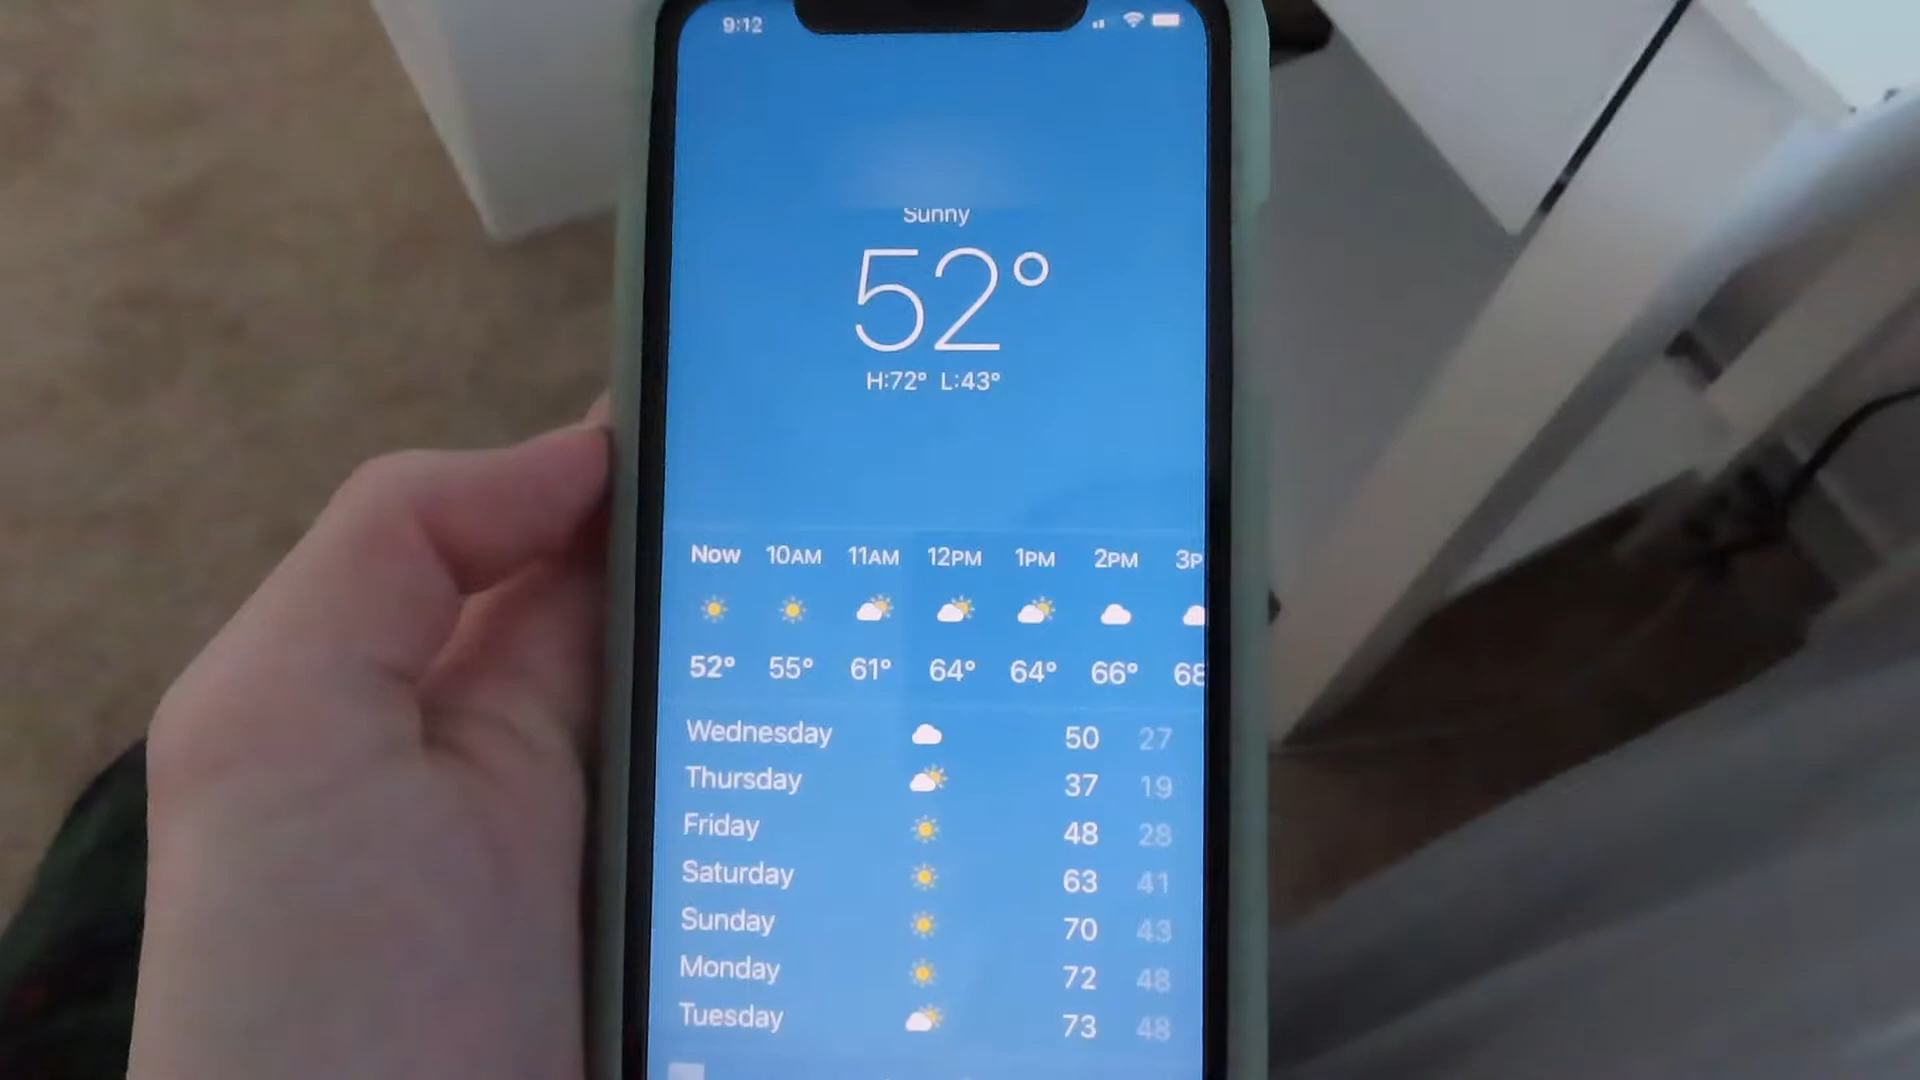 9:12
Sunny
52°
H:72° L:43°
Now 10AM 11AM 12PM 1PM 2PM 3P
52° 55° 61° 64° 64° 66° 68
Wednesday 50 27
Thursday 37 19
Friday 48 28
Saturday 63 41
Sunday 70 43
Monday 72 48
Tuesday 73 48